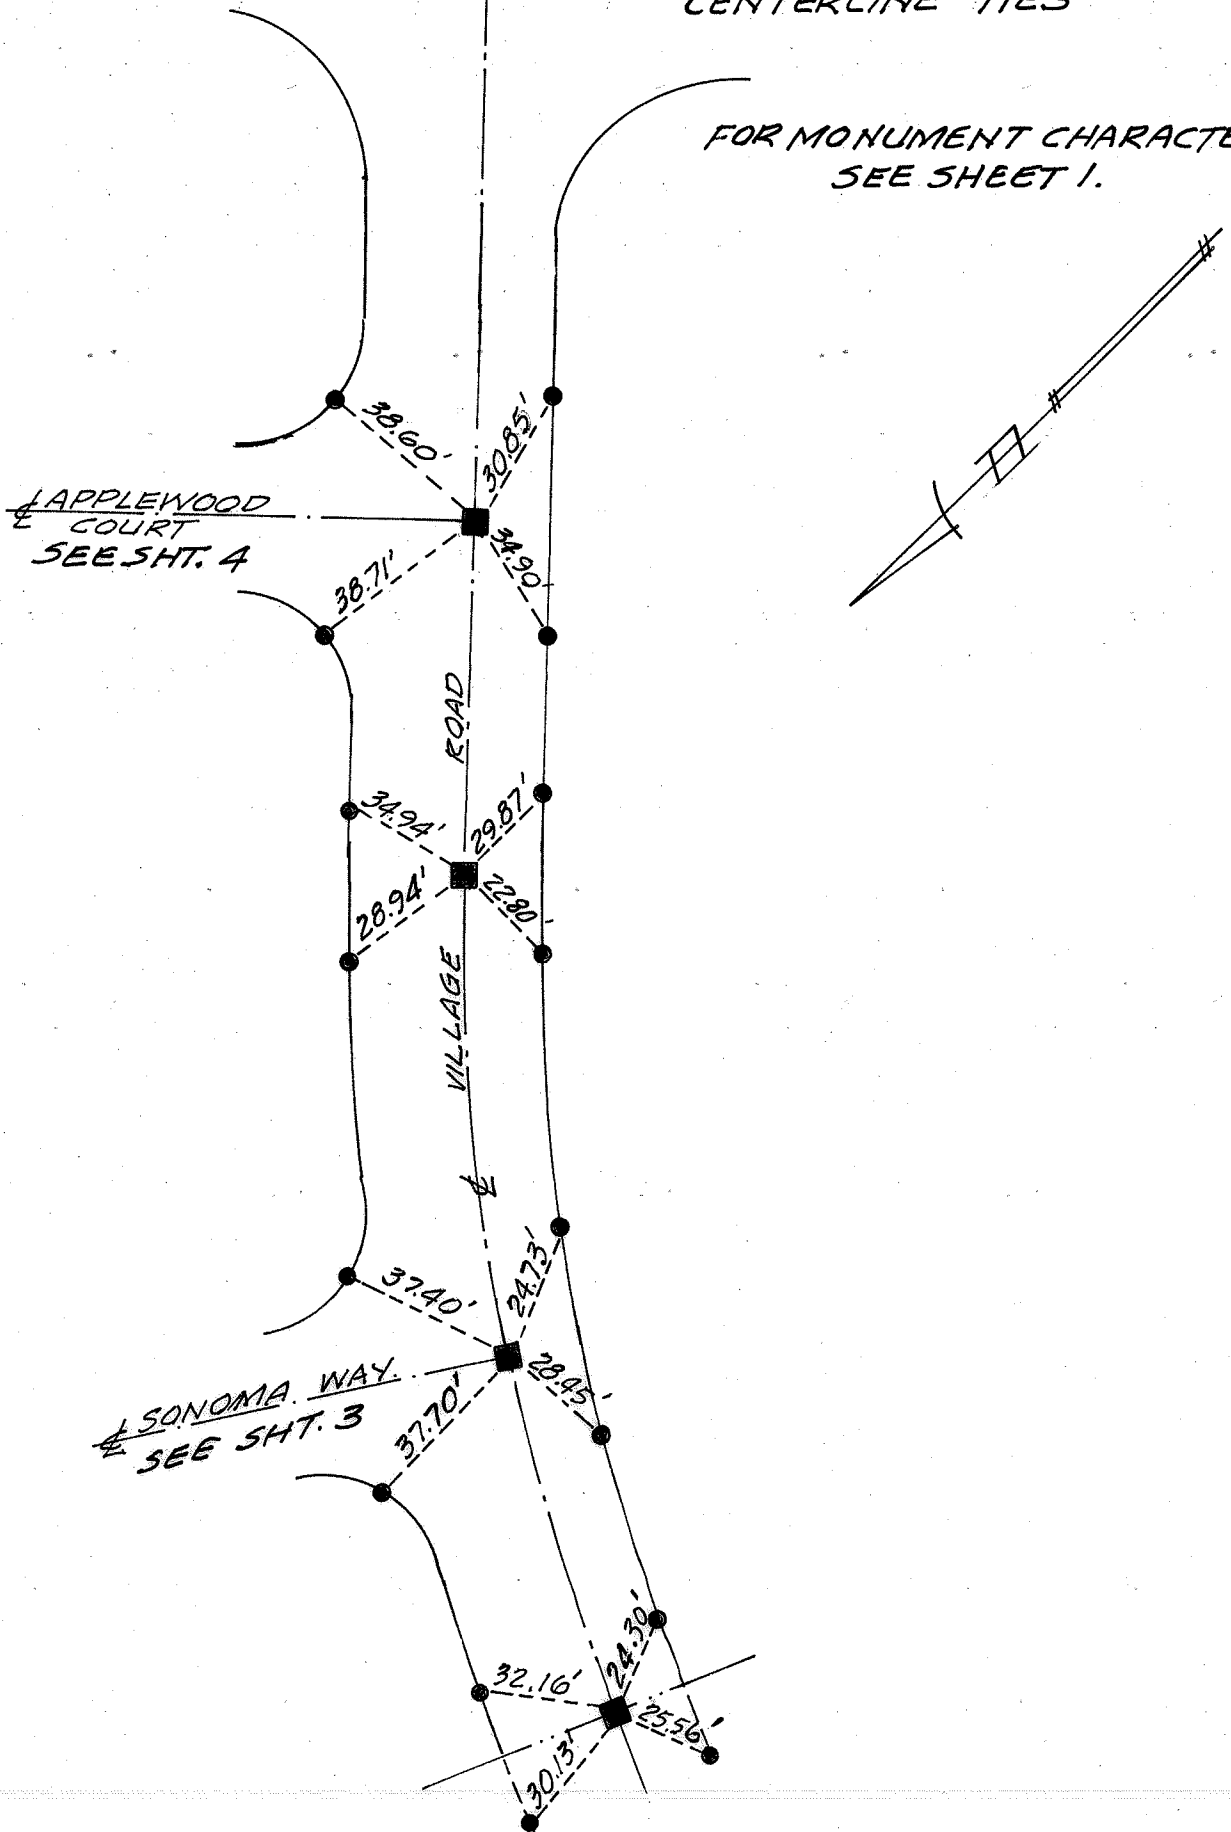 CENTERLINE TIES
FOR MONUMENT CHARACTE
SEE SHEET 1.
38.60'
30.85'
℄ APPLEWOOD
COURT
SEE SHT. 4
34.90'
38.71'
ROAD
34.94'
29.87'
28.94'
22.80'
VILLAGE
℄
24.73'
37.40'
28.45'
℄ SONOMA WAY
SEE SHT. 3
37.70'
24.30'
32.16'
25.56'
30.13'